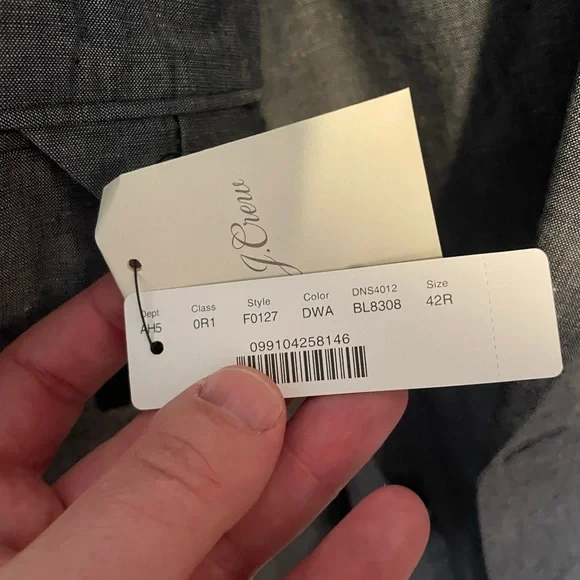 J.Crew
Dept Class Style Color DNS4012 Size
AH5 0R1 F0127 DWA BL8308 42R
099104258146